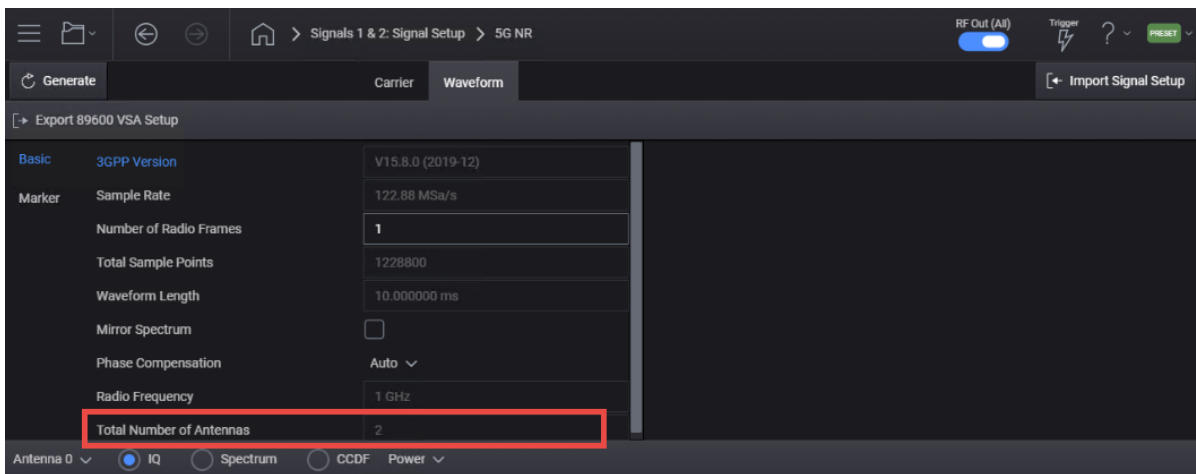 Signals 1 & 2: Signal Setup > 5G NR
RF Out (All)
Trigger
?
PRESET
Generate
Carrier
Waveform
Import Signal Setup
Export 89600 VSA Setup
Basic
3GPP Version V15.8.0 (2019-12)
Marker
Sample Rate 122.88 MSa/s
Number of Radio Frames 1
Total Sample Points 1228800
Waveform Length 10.000000 ms
Mirror Spectrum
Phase Compensation Auto
Radio Frequency 1 GHz
Total Number of Antennas 2
Antenna 0 IQ Spectrum CCDF Power